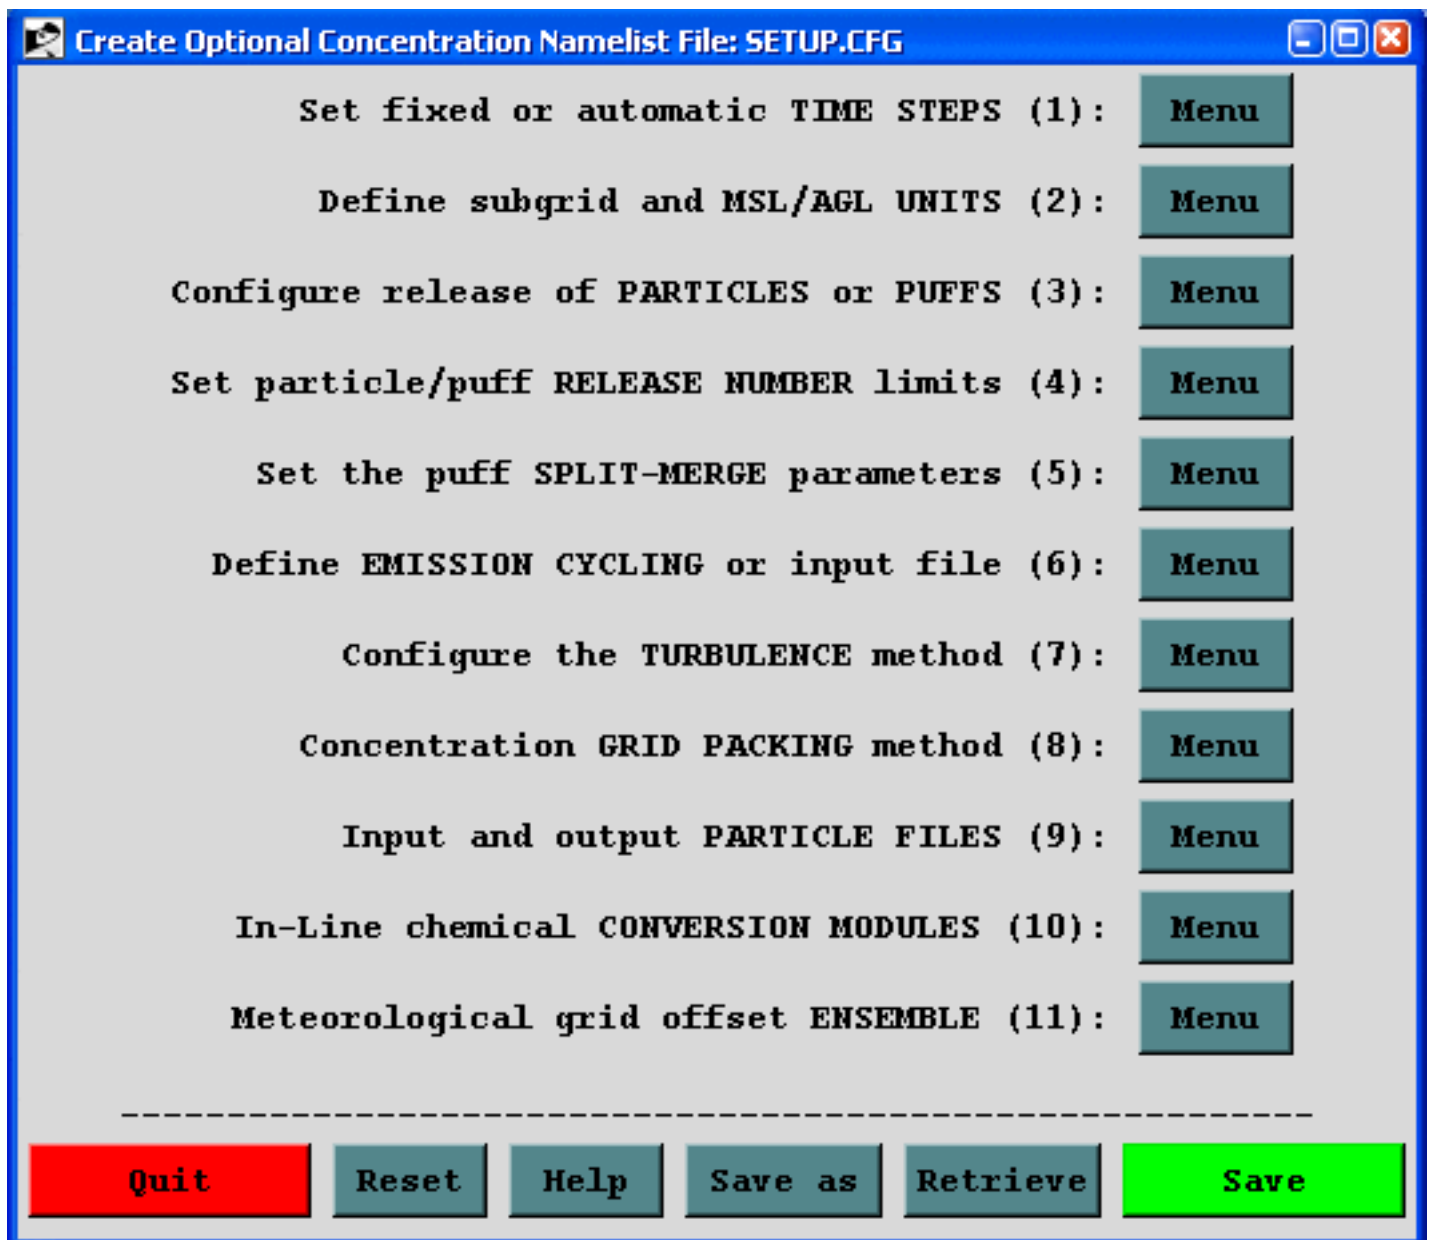 Create Optional Concentration Namelist File: SETUP.CFG
Set fixed or automatic TIME STEPS (1): Menu
Define subgrid and MSL/AGL UNITS (2): Menu
Configure release of PARTICLES or PUFFS (3): Menu
Set particle/puff RELEASE NUMBER limits (4): Menu
Set the puff SPLIT-MERGE parameters (5): Menu
Define EMISSION CYCLING or input file (6): Menu
Configure the TURBULENCE method (7): Menu
Concentration GRID PACKING method (8): Menu
Input and output PARTICLE FILES (9): Menu
In-Line chemical CONVERSION MODULES (10): Menu
Meteorological grid offset ENSEMBLE (11): Menu
Quit Reset Help Save as Retrieve Save